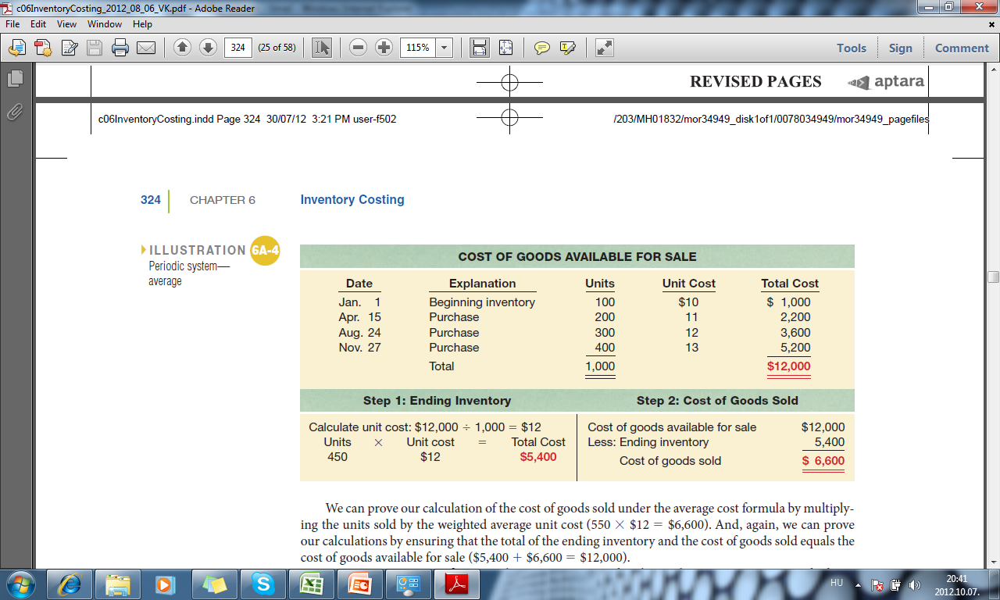 c06InventoryCosting_2012_08_06_VK.pdf - Adobe Reader
File Edit View Window Help
324 (25 of 58) 115% Tools Sign Comment
REVISED PAGES aptara
c06InventoryCosting.indd Page 324 30/07/12 3:21 PM user-f502 /203/MH01832/mor34949_disk1of1/0078034949/mor34949_pagefiles
324 CHAPTER 6 Inventory Costing
ILLUSTRATION 6A-4
Periodic system—
average
COST OF GOODS AVAILABLE FOR SALE
Date Explanation Units Unit Cost Total Cost
Jan. 1 Beginning inventory 100 $10 $ 1,000
Apr. 15 Purchase 200 11 2,200
Aug. 24 Purchase 300 12 3,600
Nov. 27 Purchase 400 13 5,200
Total 1,000 $12,000
Step 1: Ending Inventory Step 2: Cost of Goods Sold
Calculate unit cost: $12,000 ÷ 1,000 = $12 Cost of goods available for sale $12,000
Units × Unit cost = Total Cost Less: Ending inventory 5,400
450 $12 $5,400 Cost of goods sold $ 6,600
We can prove our calculation of the cost of goods sold under the average cost formula by multiply-
ing the units sold by the weighted average unit cost (550 × $12 = $6,600). And, again, we can prove
our calculations by ensuring that the total of the ending inventory and the cost of goods sold equals the
cost of goods available for sale ($5,400 + $6,600 = $12,000).
HU 20:41
2012.10.07.